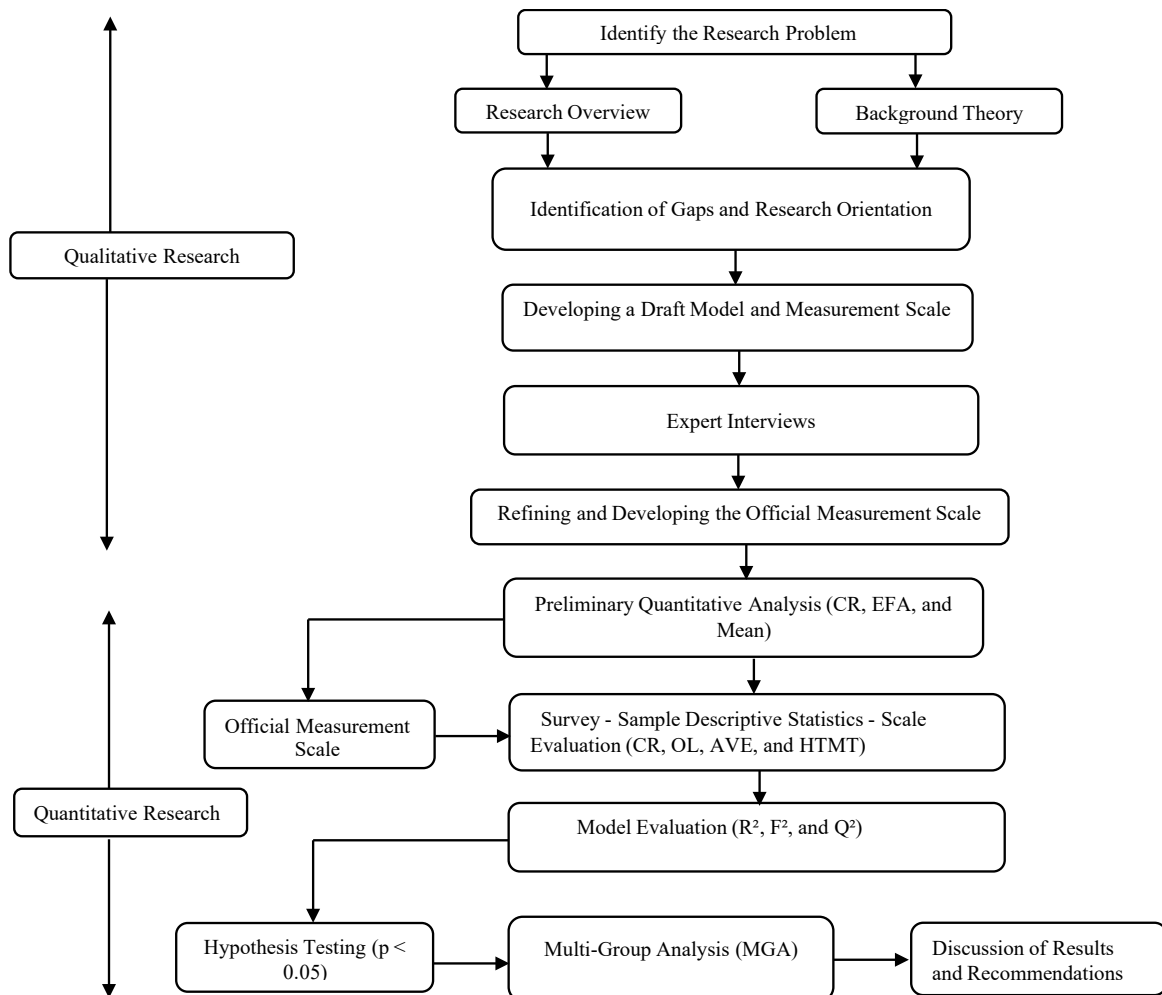 Identify the Research Problem
Research Overview
Background Theory
Identification of Gaps and Research Orientation
Qualitative Research
Developing a Draft Model and Measurement Scale
Expert Interviews
Refining and Developing the Official Measurement Scale
Preliminary Quantitative Analysis (CR, EFA, and
Mean)
Official Measurement
Scale
Survey - Sample Descriptive Statistics - Scale
Evaluation (CR, OL, AVE, and HTMT)
Quantitative Research
Model Evaluation (R², F², and Q²)
Hypothesis Testing (p <
0.05)
Multi-Group Analysis (MGA)
Discussion of Results
and Recommendations